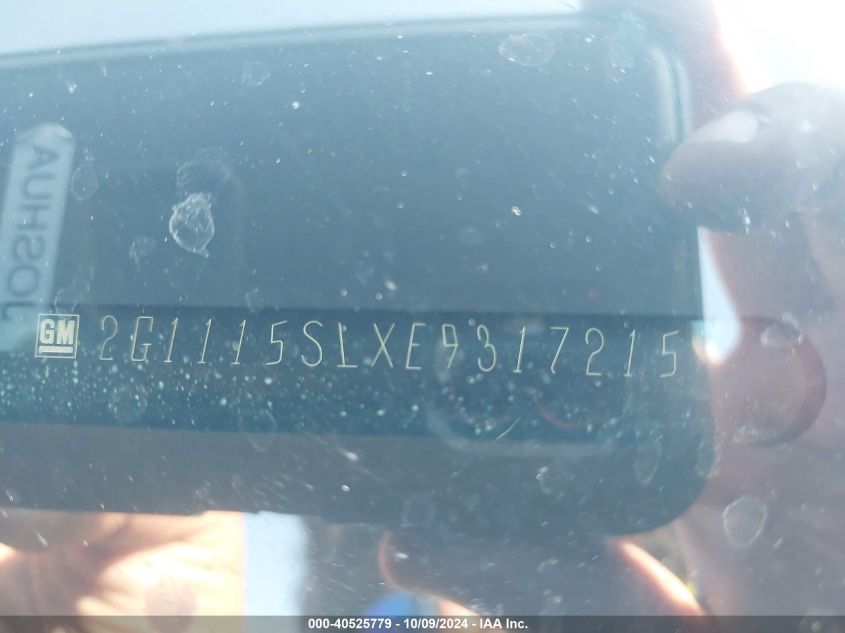 JOSHUA
GM 2G1115SLXE9317215
000-40525779 - 10/09/2024 - IAA Inc.